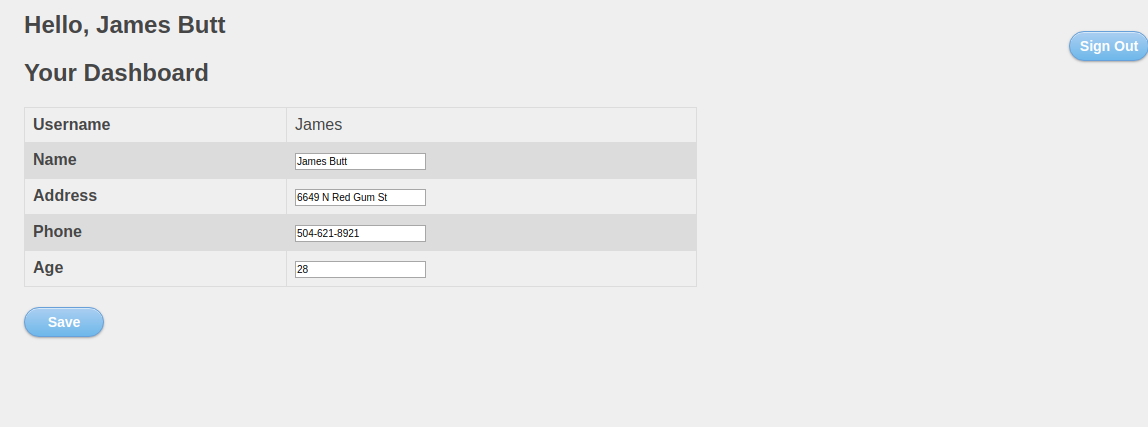 Hello, James Butt
Sign Out
Your Dashboard
Username James
Name James Butt
Address 6649 N Red Gum St
Phone 504-621-8921
Age 28
Save